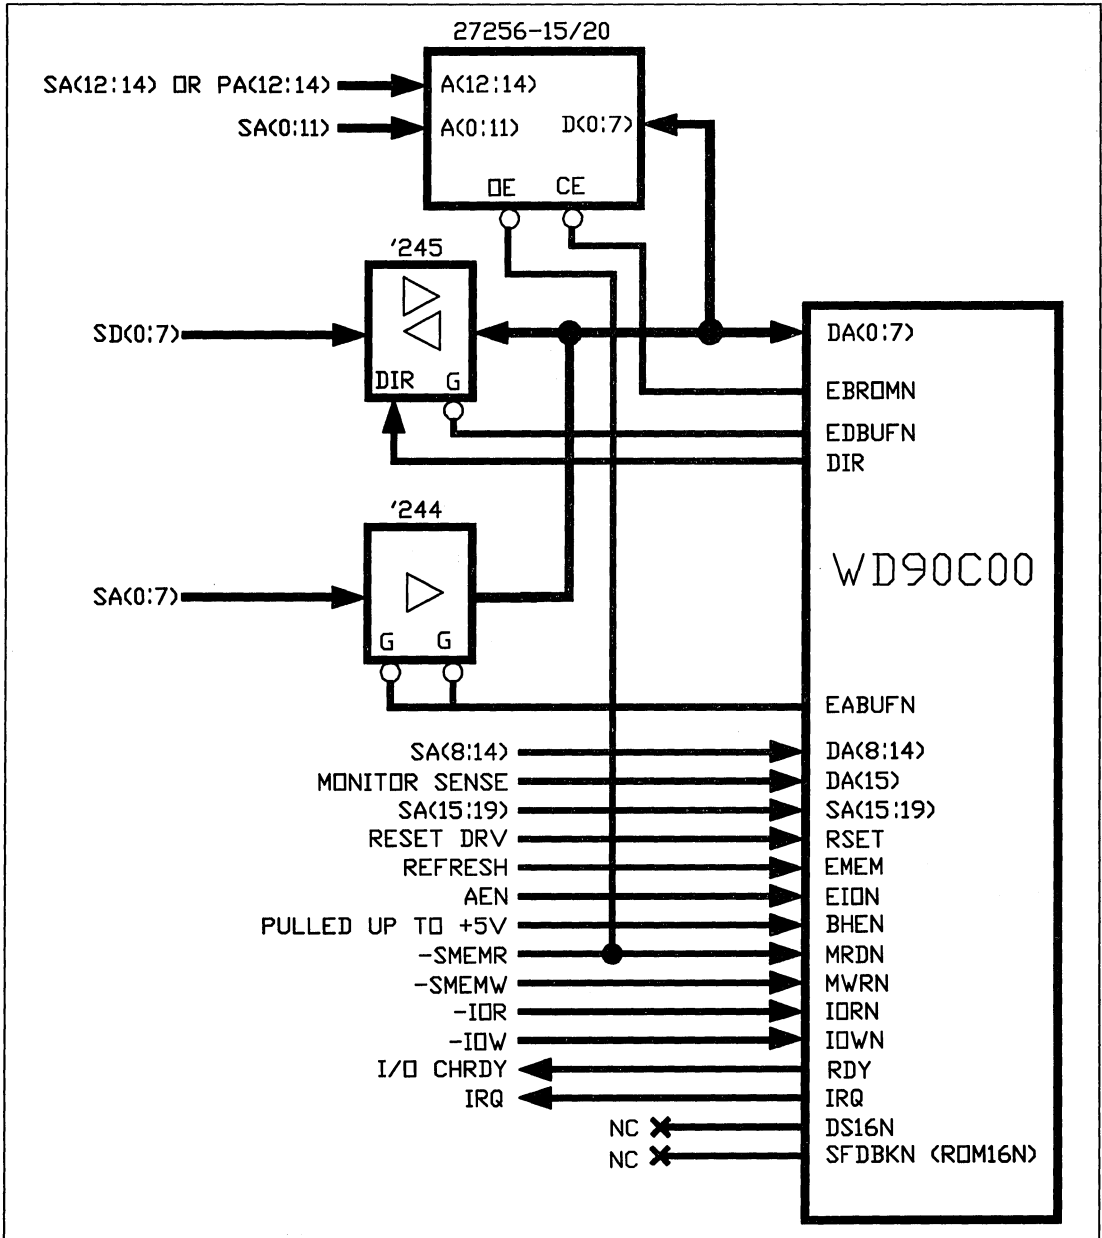 27256-15/20
SA(12:14) OR PA(12:14)
A(12:14)
SA(0:11)
A(0:11)
D(0:7)
OE
CE
'245
SD(0:7)
DIR
G
DA(0:7)
EBROMN
EDBUFN
DIR
'244
WD90C00
SA(0:7)
G
G
EABUFN
SA(8:14)
DA(8:14)
MONITOR SENSE
DA(15)
SA(15:19)
SA(15:19)
RESET DRV
RSET
REFRESH
EMEM
AEN
EION
PULLED UP TO +5V
BHEN
-SMEMR
MRDN
-SMEMW
MWRN
-IOR
IORN
-IOW
IOWN
I/O CHRDY
RDY
IRQ
IRQ
NC
DS16N
NC
SFDBKN (ROM16N)